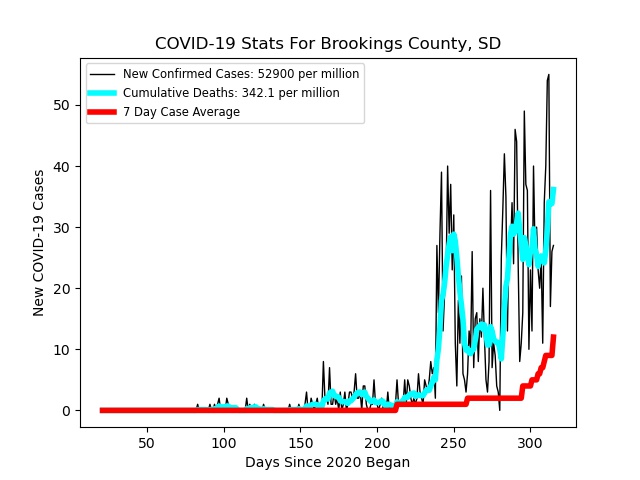 COVID-19 Stats For Brookings County, SD
New Confirmed Cases: 52900 per million
Cumulative Deaths: 342.1 per million
7 Day Case Average
New COVID-19 Cases
50
40
30
20
10
0
50 100 150 200 250 300
Days Since 2020 Began